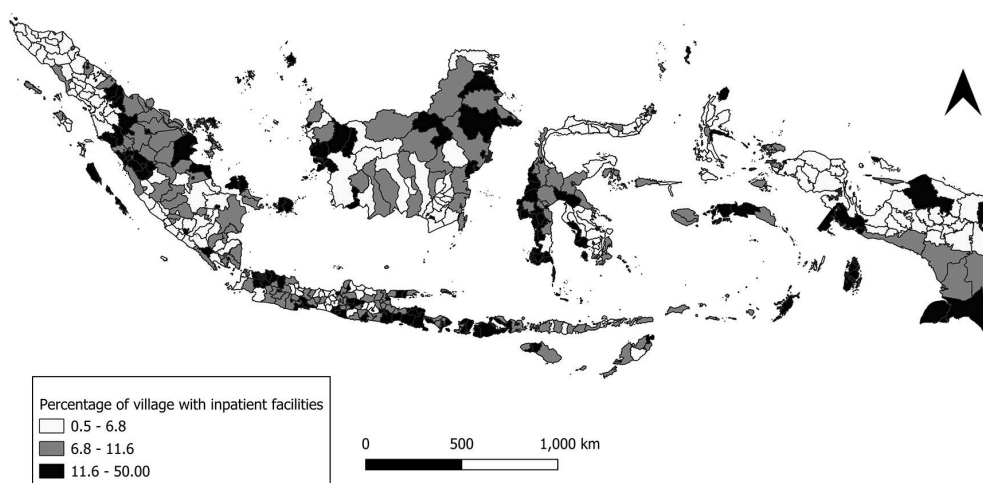 Percentage of village with inpatient facilities
0.5 - 6.8
6.8 - 11.6
11.6 - 50.00
0 500 1,000 km